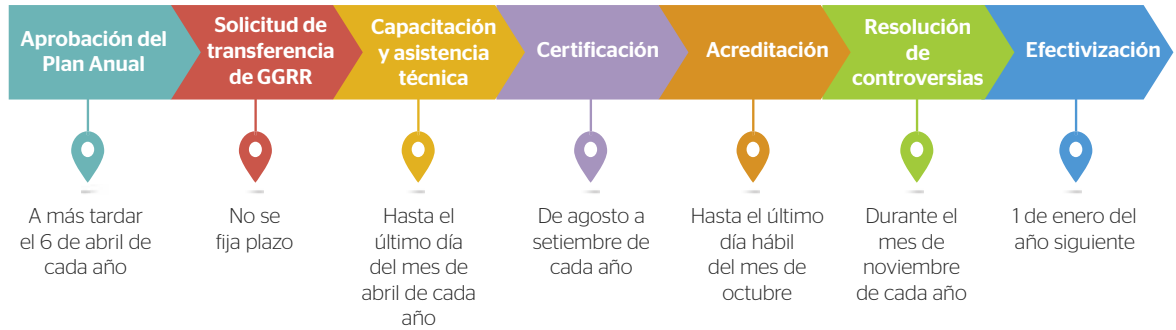 Aprobación del
Plan Anual
Solicitud de
transferencia
de GGRR
Capacitación
y asistencia
técnica
Certificación
Acreditación
Resolución
de
controversias
Efectivización
A más tardar
el 6 de abril de
cada año
No se
fija plazo
Hasta el
último día
del mes de
abril de cada
año
De agosto a
setiembre de
cada año
Hasta el último
día hábil
del mes de
octubre
Durante el
mes de
noviembre
de cada año
1 de enero del
año siguiente